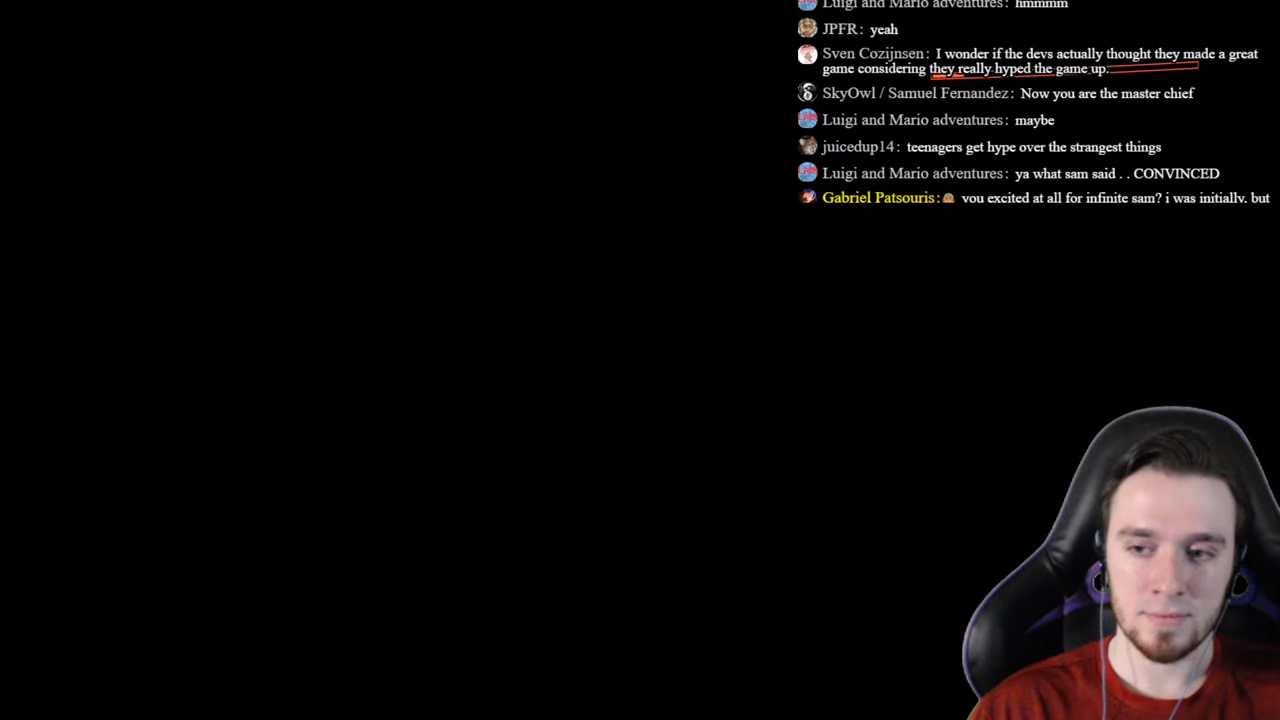 Luigi and Mario adventures: hmmmm
JPFR: yeah
Sven Cozijnsen: I wonder if the devs actually thought they made a great
game considering they really hyped the game up.
SkyOwl / Samuel Fernandez: Now you are the master chief
Luigi and Mario adventures: maybe
juicedup14: teenagers get hype over the strangest things
Luigi and Mario adventures: ya what sam said . . CONVINCED
Gabriel Patsouris: you excited at all for infinite sam? i was initially, but